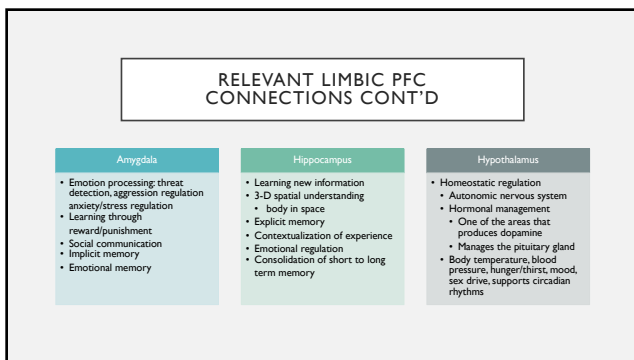 RELEVANT LIMBIC PFC
CONNECTIONS CONT'D
Amygdala
• Emotion processing: threat
detection, aggression regulation
anxiety/stress regulation
• Learning through
reward/punishment
• Social communication
• Implicit memory
• Emotional memory
Hippocampus
• Learning new information
• 3-D spatial understanding
• body in space
• Explicit memory
• Contextualization of experience
• Emotional regulation
• Consolidation of short to long
term memory
Hypothalamus
• Homeostatic regulation
• Autonomic nervous system
• Hormonal management
• One of the areas that
produces dopamine
• Manages the pituitary gland
• Body temperature, blood
pressure, hunger/thirst, mood,
sex drive, supports circadian
rhythms